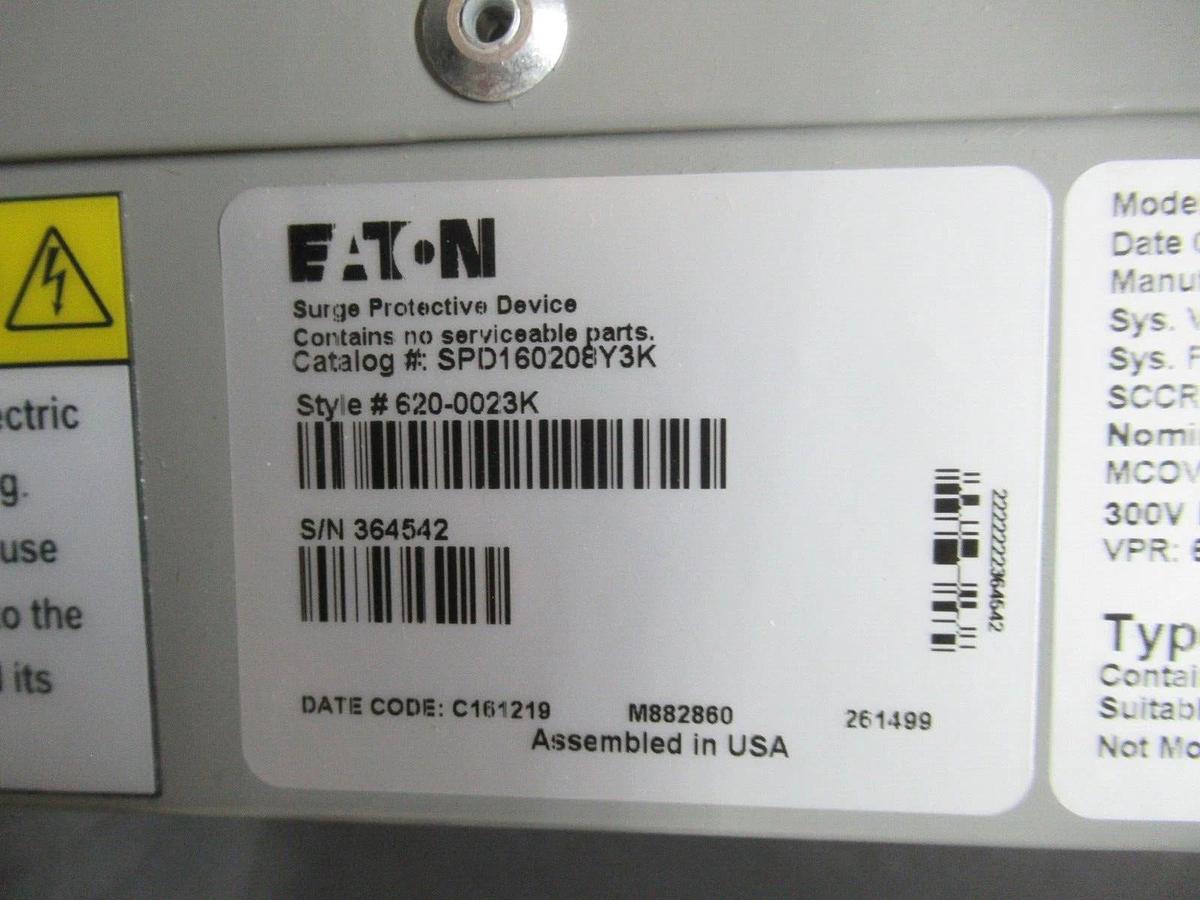 EATON
Surge Protective Device
Contains no serviceable parts.
Catalog #: SPD160208Y3K
Style # 620-0023K
S/N 364542
DATE CODE: C161219 M882860 261499
Assembled in USA
ectric
g.
use
o the
its
Mode
Date
Manu
Sys. V
Sys. F
SCCR
Nomi
MCOV
300V
VPR: 6
Typ
Contai
Suitabl
Not Mo